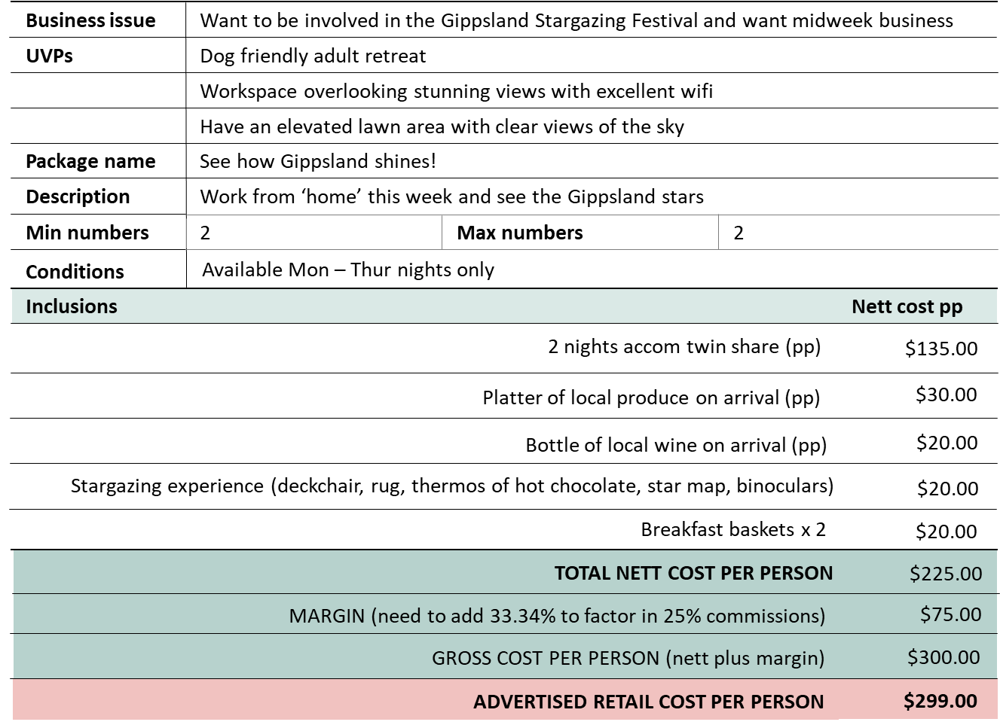 Business issue Want to be involved in the Gippsland Stargazing Festival and want midweek business
UVPs Dog friendly adult retreat
Workspace overlooking stunning views with excellent wifi
Have an elevated lawn area with clear views of the sky
Package name See how Gippsland shines!
Description Work from ‘home’ this week and see the Gippsland stars
Min numbers 2 Max numbers 2
Conditions Available Mon – Thur nights only
Inclusions Nett cost pp
2 nights accom twin share (pp) $135.00
Platter of local produce on arrival (pp) $30.00
Bottle of local wine on arrival (pp) $20.00
Stargazing experience (deckchair, rug, thermos of hot chocolate, star map, binoculars) $20.00
Breakfast baskets x 2 $20.00
TOTAL NETT COST PER PERSON $225.00
MARGIN (need to add 33.34% to factor in 25% commissions) $75.00
GROSS COST PER PERSON (nett plus margin) $300.00
ADVERTISED RETAIL COST PER PERSON $299.00